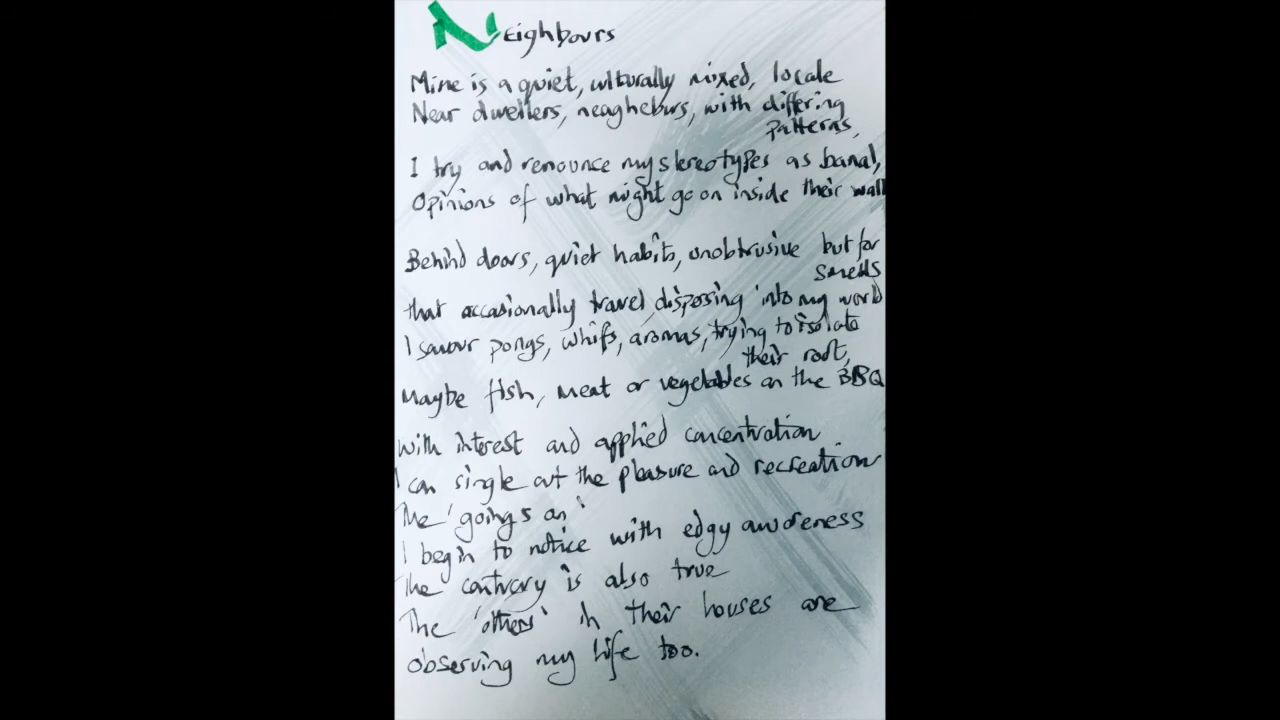 Neighbours
Mine is a quiet, culturally mixed, locale
Near dwellers, neagheburs, with differing
patterns,
I try and renounce my stereotypes as banal,
Opinions of what might go on inside their wall
Behind doors, quiet habits, unobtrusive but for
smells
that occasionally travel, disposing into my world
I savour pongs, whifs, aromas, trying to isolate
their root,
Maybe fish, meat or vegetables on the BBQ
With interest and applied concentration
I can single out the pleasure and recreation
The 'goings on'
I begin to notice with edgy awareness
The contrary is also true
The 'others' in their houses are
observing my life too.